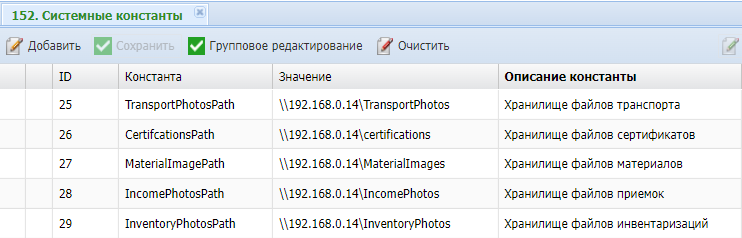 152. Системные константы
Добавить Сохранить Групповое редактирование Очистить
ID Константа Значение Описание константы
25 TransportPhotosPath \\192.168.0.14\TransportPhotos Хранилище файлов транспорта
26 CertifcationsPath \\192.168.0.14\certifications Хранилище файлов сертификатов
27 MaterialImagePath \\192.168.0.14\MaterialImages Хранилище файлов материалов
28 IncomePhotosPath \\192.168.0.14\IncomePhotos Хранилище файлов приемок
29 InventoryPhotosPath \\192.168.0.14\InventoryPhotos Хранилище файлов инвентаризаций